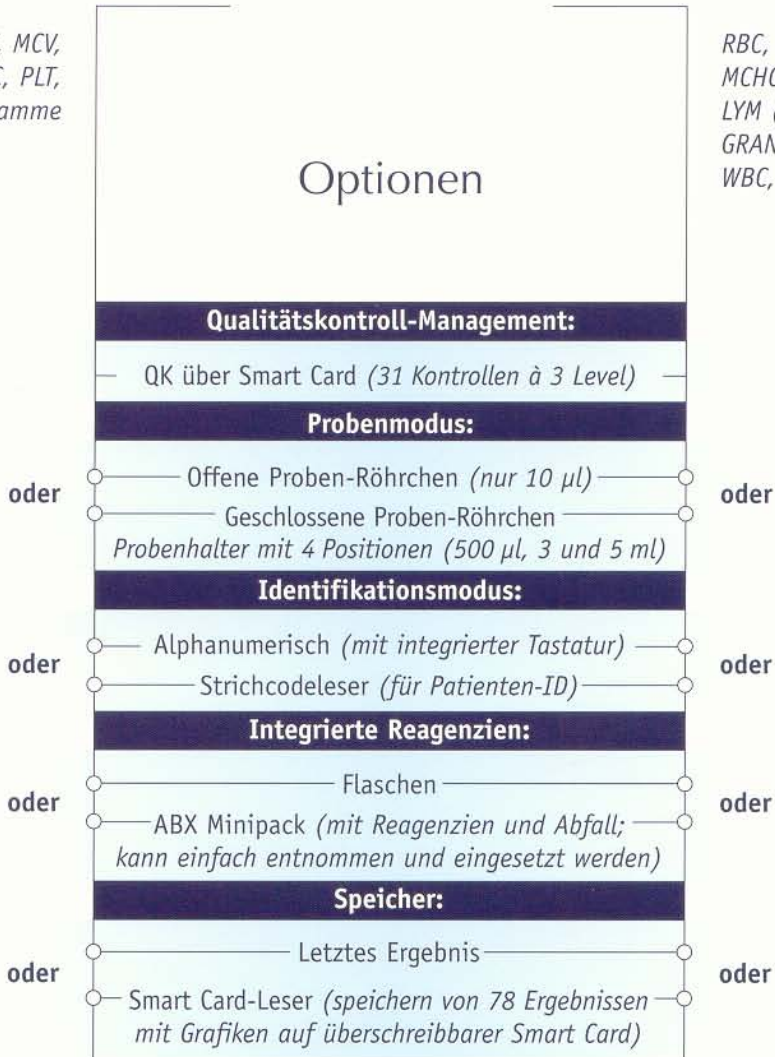 MCV,
C, PLT,
amme
RBC,
MCHC
LYM (
GRAN
WBC,
Optionen
Qualitätskontroll-Management:
QK über Smart Card (31 Kontrollen à 3 Level)
Probenmodus:
oder
Offene Proben-Röhrchen (nur 10 µl)
oder
Geschlossene Proben-Röhrchen
Probenhalter mit 4 Positionen (500 µl, 3 und 5 ml)
Identifikationsmodus:
oder
Alphanumerisch (mit integrierter Tastatur)
oder
Strichcodeleser (für Patienten-ID)
Integrierte Reagenzien:
oder
Flaschen
oder
ABX Minipack (mit Reagenzien und Abfall;
kann einfach entnommen und eingesetzt werden)
Speicher:
oder
Letztes Ergebnis
oder
Smart Card-Leser (speichern von 78 Ergebnissen
mit Grafiken auf überschreibbarer Smart Card)